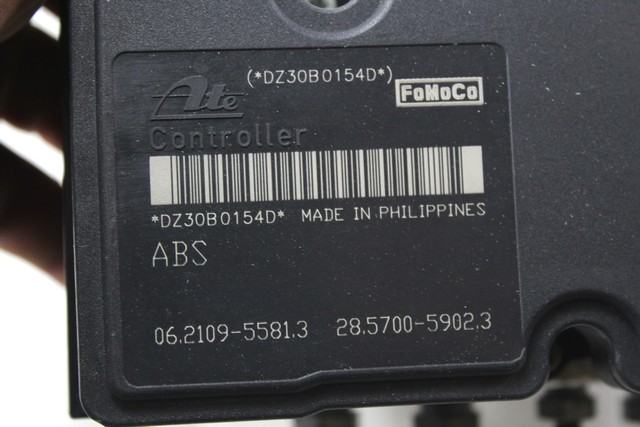 (*DZ30B0154D*)
Ate FoMoCo
Controller
*DZ30B0154D* MADE IN PHILIPPINES
ABS
06.2109-5581.3 28.5700-5902.3